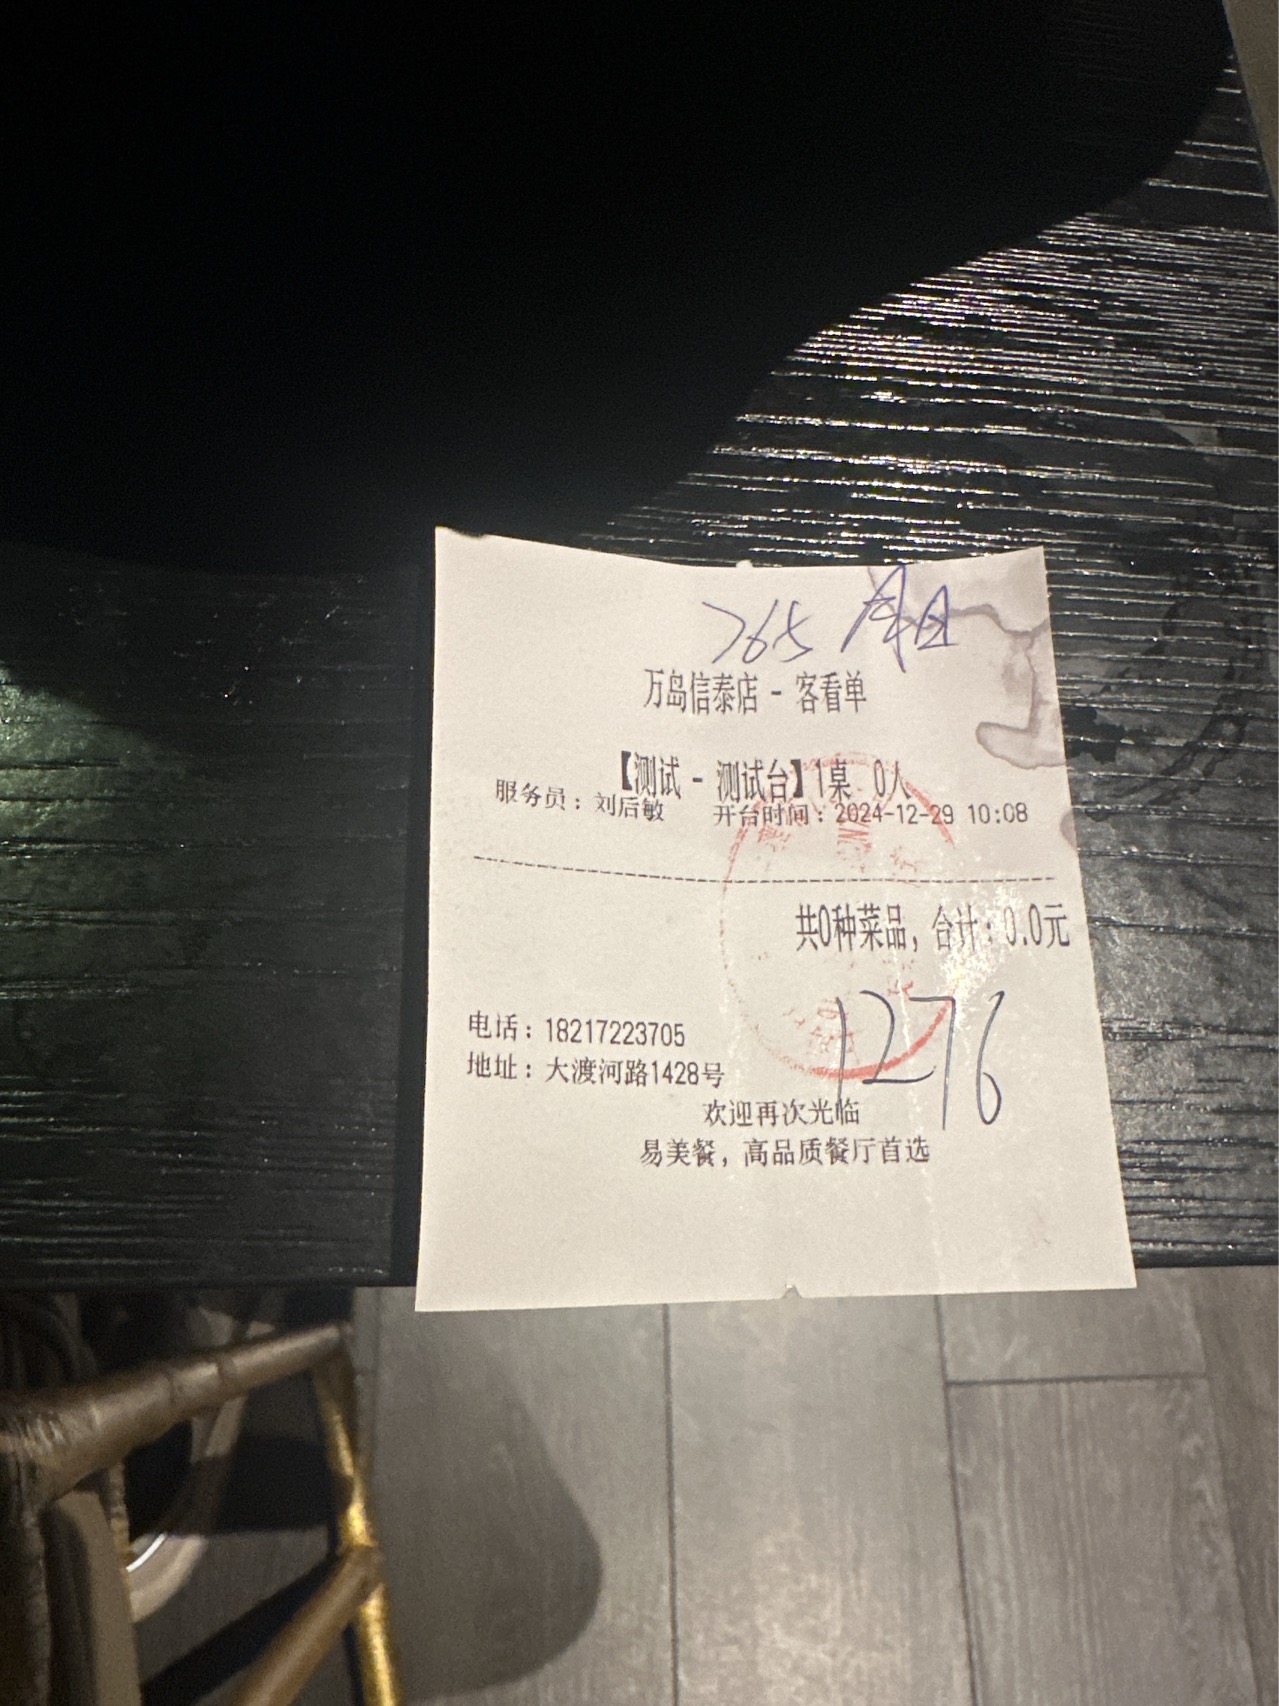 765
万岛信泰店 - 客看单
【测试 - 测试台】1桌 0人
服务员：刘后敏 开台时间：2024-12-29 10:08
共0种菜品，合计：0.0元
1276
电话：18217223705
地址：大渡河路1428号
欢迎再次光临
易美餐，高品质餐厅首选